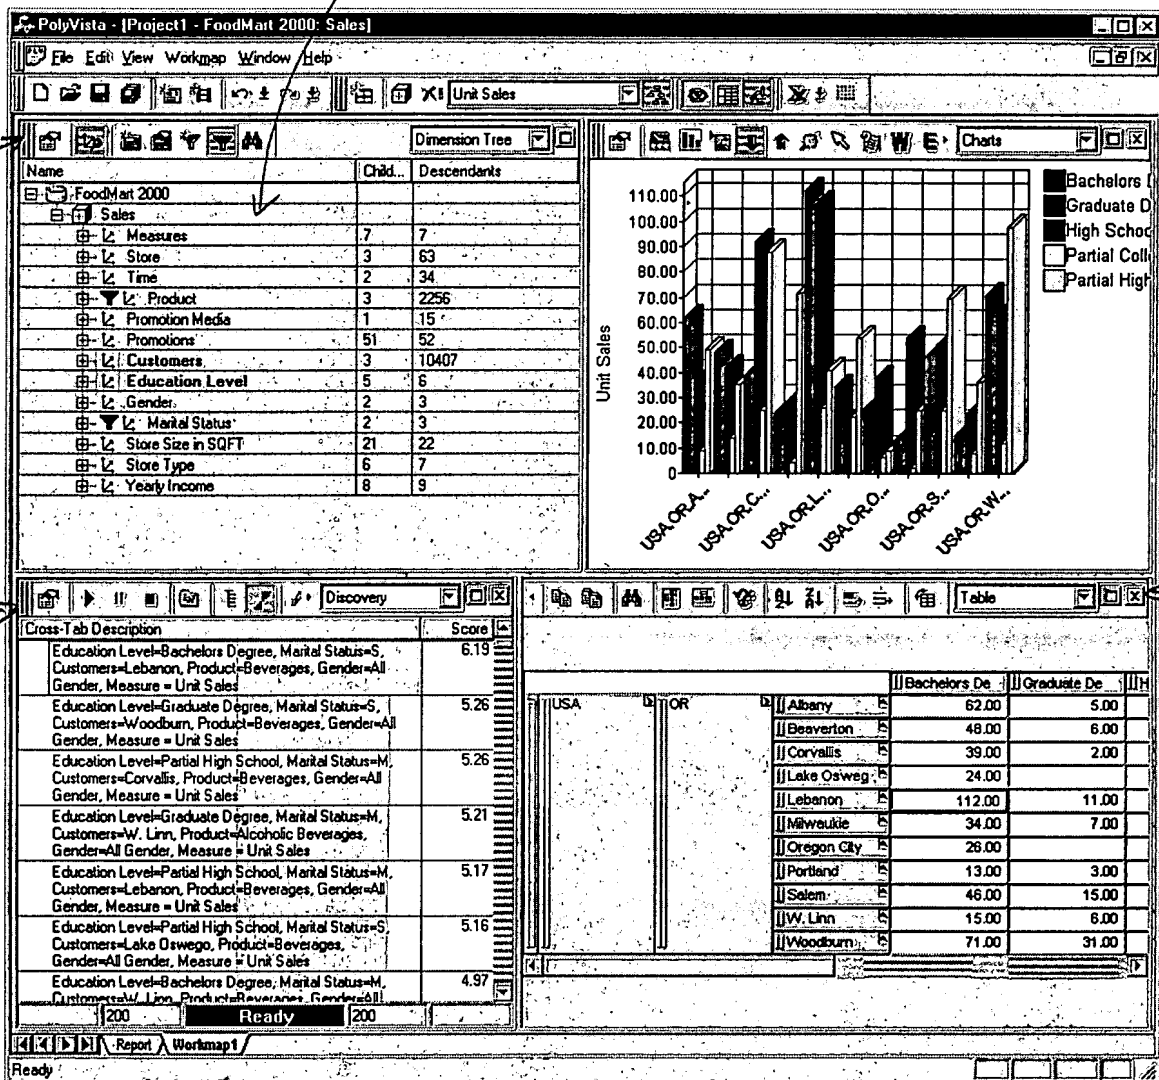 PolyVista - [Project1 - FoodMart 2000: Sales]
File Edit View Workmap Window Help
Unit Sales
Dimension Tree
Name Child... Descendants
FoodMart 2000
Sales
Measures 7 7
Store 3 63
Time 2 34
Product 3 2256
Promotion Media 1 15
Promotions 51 52
Customers 3 10407
Education Level 5 6
Gender 2 3
Marital Status 2 3
Store Size in SQFT 21 22
Store Type 6 7
Yearly Income 8 9
W E Charts
Unit Sales
110.00
100.00
90.00
80.00
70.00
60.00
50.00
40.00
30.00
20.00
10.00
0
USA.OR.A...
USA.OR.C...
USA.OR.L...
USA.OR.O...
USA.OR.S...
USA.OR.W...
Bachelors D
Graduate D
High Schoo
Partial Coll
Partial High
Discovery
Cross-Tab Description Score
Education Level=Bachelors Degree, Marital Status=S, 6.19
Customers=Lebanon, Product=Beverages, Gender=All
Gender, Measure = Unit Sales
Education Level=Graduate Degree, Marital Status=S, 5.26
Customers=Woodburn, Product=Beverages, Gender=All
Gender, Measure = Unit Sales
Education Level=Partial High School, Marital Status=M, 5.26
Customers=Corvallis, Product=Beverages, Gender=All
Gender, Measure = Unit Sales
Education Level=Graduate Degree, Marital Status=M, 5.21
Customers=W. Linn, Product=Alcoholic Beverages,
Gender=All Gender, Measure = Unit Sales
Education Level=Partial High School, Marital Status=M, 5.17
Customers=Lebanon, Product=Beverages, Gender=All
Gender, Measure = Unit Sales
Education Level=Partial High School, Marital Status=S, 5.16
Customers=Lake Oswego, Product=Beverages,
Gender=All Gender, Measure = Unit Sales
Education Level=Bachelors Degree, Marital Status=M, 4.97
Customers=W. Linn, Product=Beverages, Gender=All
200 Ready 200
Table
Bachelors De Graduate De H
USA OR Albany 62.00 5.00
Beaverton 48.00 6.00
Corvallis 39.00 2.00
Lake Osweg 24.00
Lebanon 112.00 11.00
Milwaukie 34.00 7.00
Oregon City 26.00
Portland 13.00 3.00
Salem 46.00 15.00
W. Linn 15.00 6.00
Woodburn 71.00 31.00
Report Workmap1
Ready